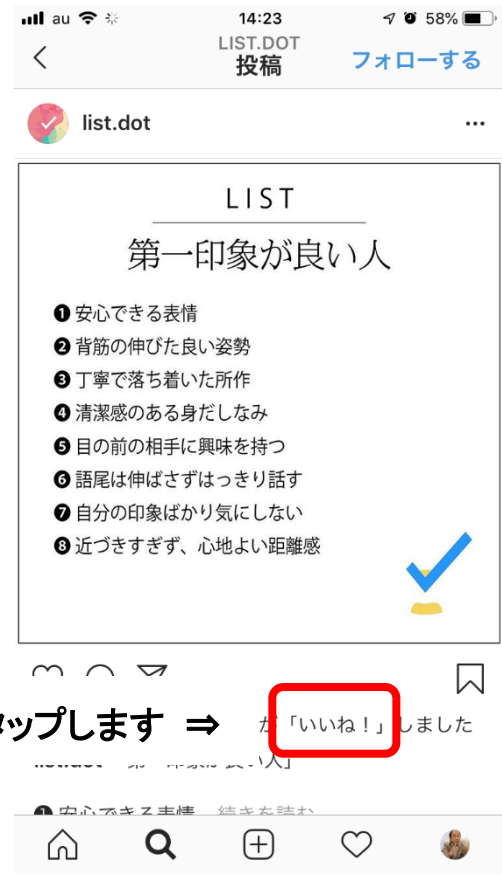 au 14:23 58%
LIST.DOT
投稿
フォローする
list.dot
LIST
第一印象が良い人
❶安心できる表情
❷背筋の伸びた良い姿勢
❸丁寧で落ち着いた所作
❹清潔感のある身だしなみ
❺目の前の相手に興味を持つ
❻語尾は伸ばさずはっきり話す
❼自分の印象ばかり気にしない
❽近づきすぎず、心地よい距離感
ップします ⇒ が「いいね！」しました
❶安心できる表情 続きを読む